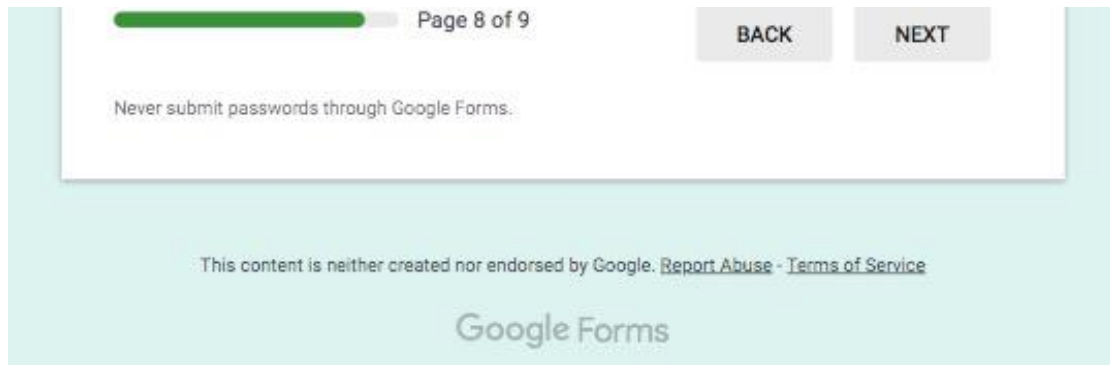 Page 8 of 9
BACK
NEXT
Never submit passwords through Google Forms.
This content is neither created nor endorsed by Google. Report Abuse - Terms of Service
Google Forms